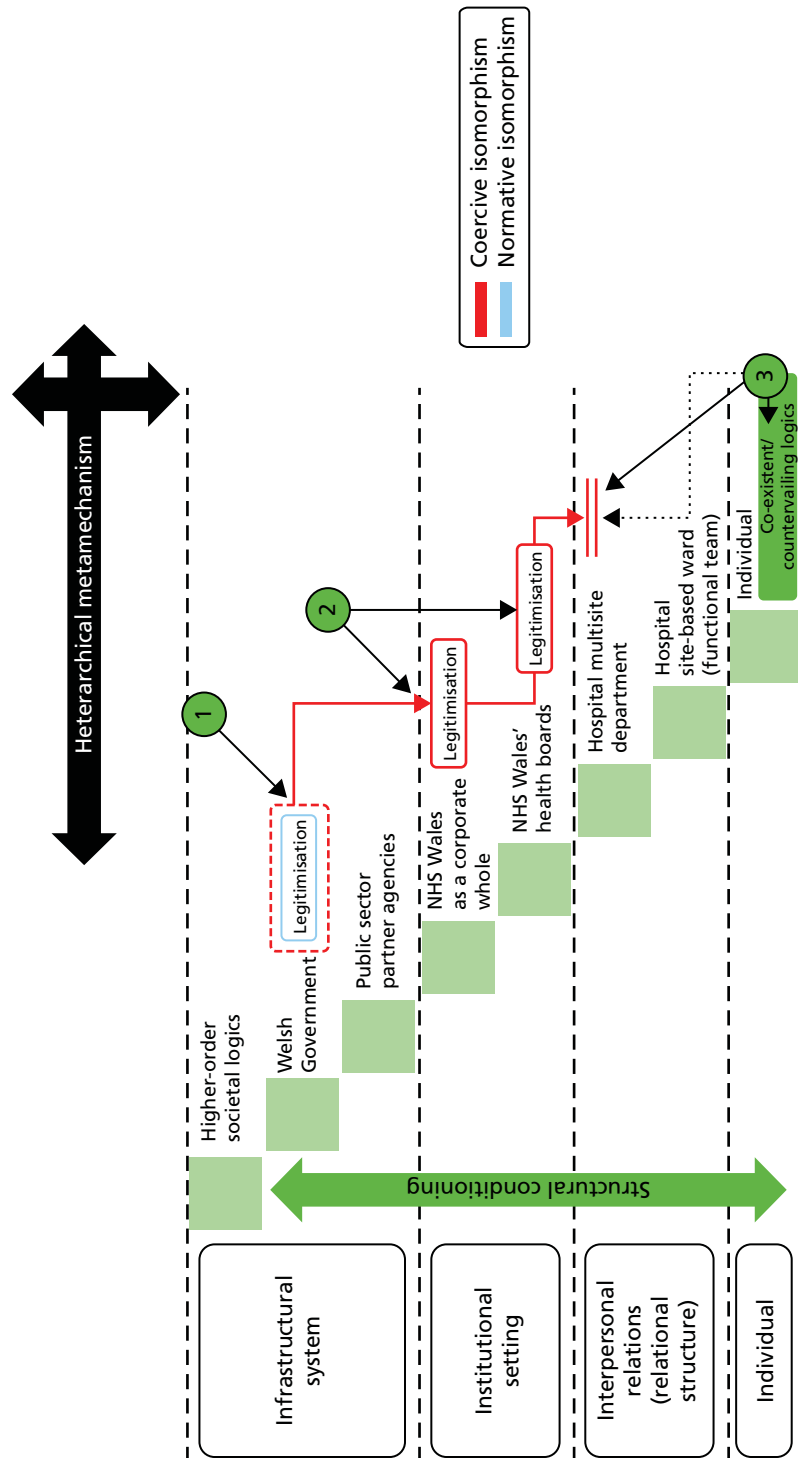 Heterarchical metamechanism
Infrastructural
system
Institutional
setting
Interpersonal
relations
(relational
structure)
Individual
Structural conditioning
Higher-order
societal logics
Welsh
Government
Public sector
partner agencies
NHS Wales
as a corporate
whole
NHS Wales’
health boards
Hospital multisite
department
Hospital
site-based ward
(functional team)
Individual
Legitimisation
1
Legitimisation
2
Legitimisation
3
Co-existent/
countervailing logics
Coercive isomorphism
Normative isomorphism